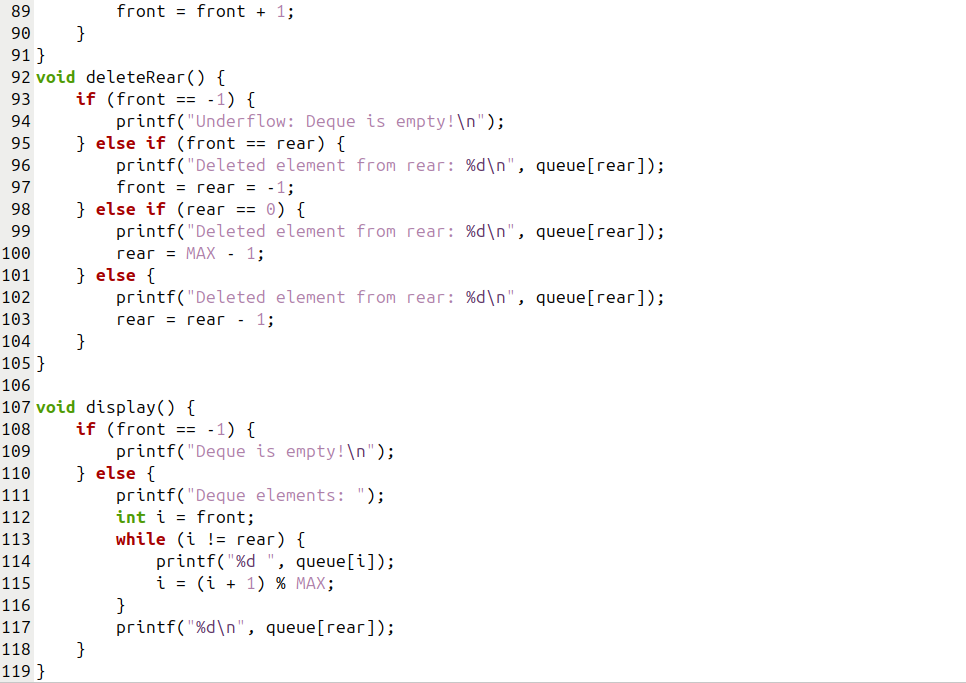 89         front = front + 1;
90     }
91 }
92 void deleteRear() {
93     if (front == -1) {
94         printf("Underflow: Deque is empty!\n");
95     } else if (front == rear) {
96         printf("Deleted element from rear: %d\n", queue[rear]);
97         front = rear = -1;
98     } else if (rear == 0) {
99         printf("Deleted element from rear: %d\n", queue[rear]);
100         rear = MAX - 1;
101     } else {
102         printf("Deleted element from rear: %d\n", queue[rear]);
103         rear = rear - 1;
104     }
105 }
106
107 void display() {
108     if (front == -1) {
109         printf("Deque is empty!\n");
110     } else {
111         printf("Deque elements: ");
112         int i = front;
113         while (i != rear) {
114             printf("%d ", queue[i]);
115             i = (i + 1) % MAX;
116         }
117         printf("%d\n", queue[rear]);
118     }
119 }